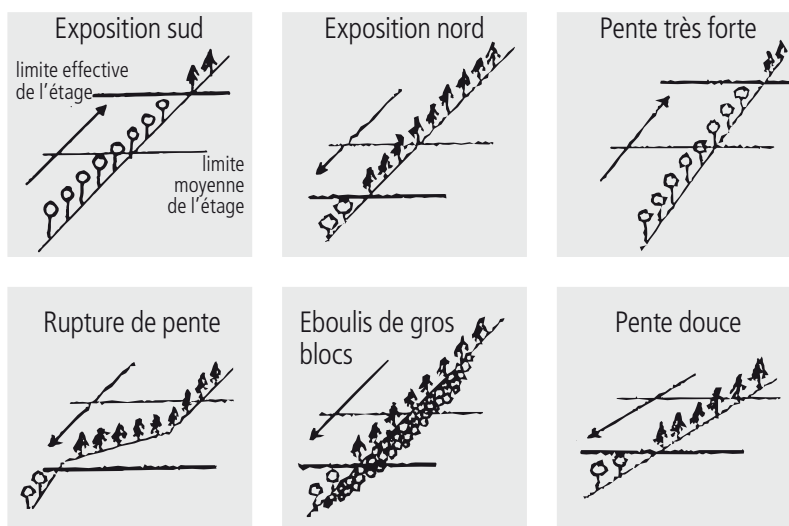 Exposition sud
limite effective
de l'étage
limite
moyenne
de l'étage
Exposition nord
Pente très forte
Rupture de pente
Eboulis de gros
blocs
Pente douce